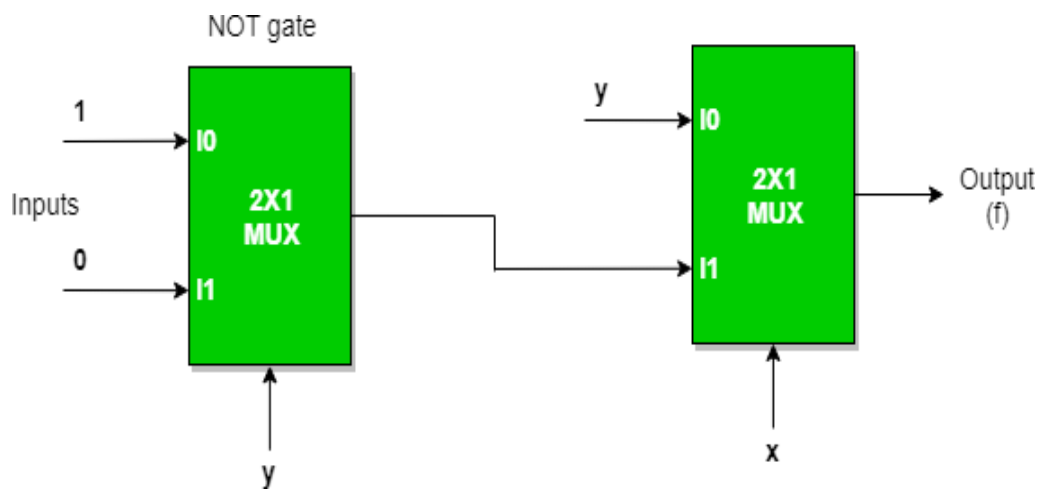 NOT gate
1
I0
Inputs
2X1
MUX
0
I1
y
y
I0
2X1
MUX
I1
x
Output
(f)